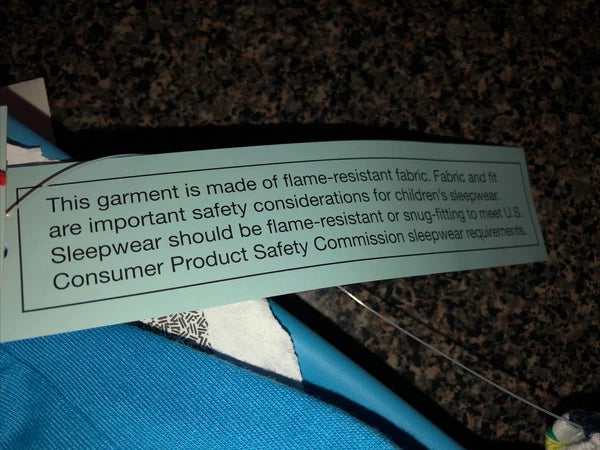 This garment is made of flame-resistant fabric. Fabric and fit
are important safety considerations for children's sleepwear.
Sleepwear should be flame-resistant or snug-fitting to meet U.S.
Consumer Product Safety Commission sleepwear requirements.